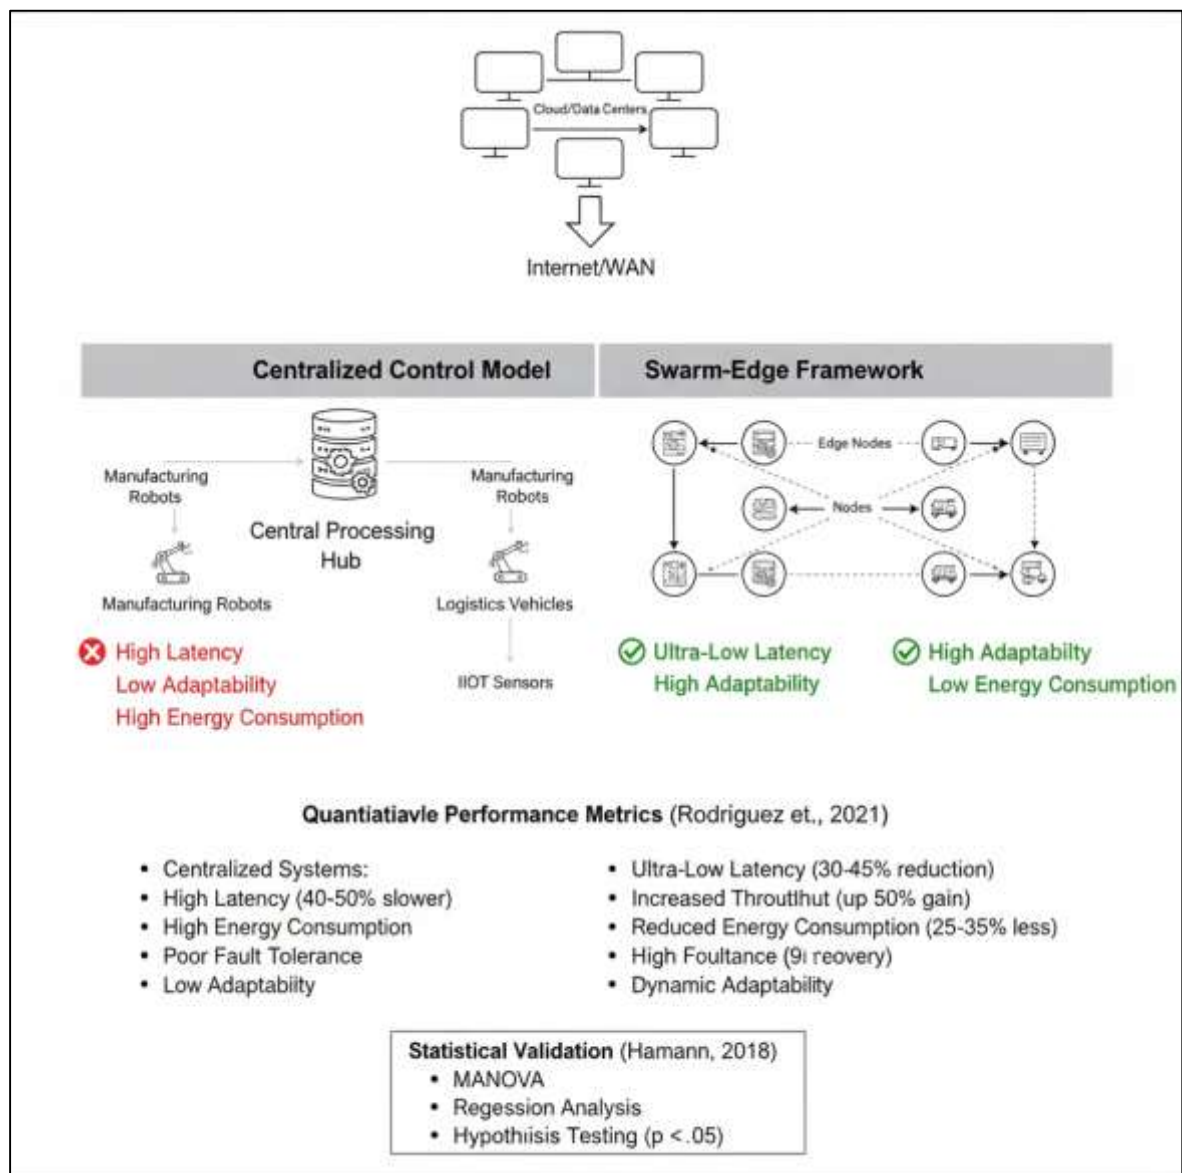 Cloud/Data Centers
Internet/WAN
Centralized Control Model
Swarm-Edge Framework
Manufacturing
Robots
Central Processing
Hub
Manufacturing
Robots
Manufacturing Robots
Logistics Vehicles
IIOT Sensors
Edge Nodes
Nodes
High Latency
Low Adaptability
High Energy Consumption
Ultra-Low Latency
High Adaptability
High Adaptabilty
Low Energy Consumption
Quantiatiavle Performance Metrics (Rodriguez et., 2021)
• Centralized Systems:
• High Latency (40-50% slower)
• High Energy Consumption
• Poor Fault Tolerance
• Low Adaptabilty
• Ultra-Low Latency (30-45% reduction)
• Increased Throutlhut (up 50% gain)
• Reduced Energy Consumption (25-35% less)
• High Foultance
• Dynamic Adaptability
Statistical Validation (Hamann, 2018)
• MANOVA
• Regression Analysis
• Hypothıisis Testing (p <.05)